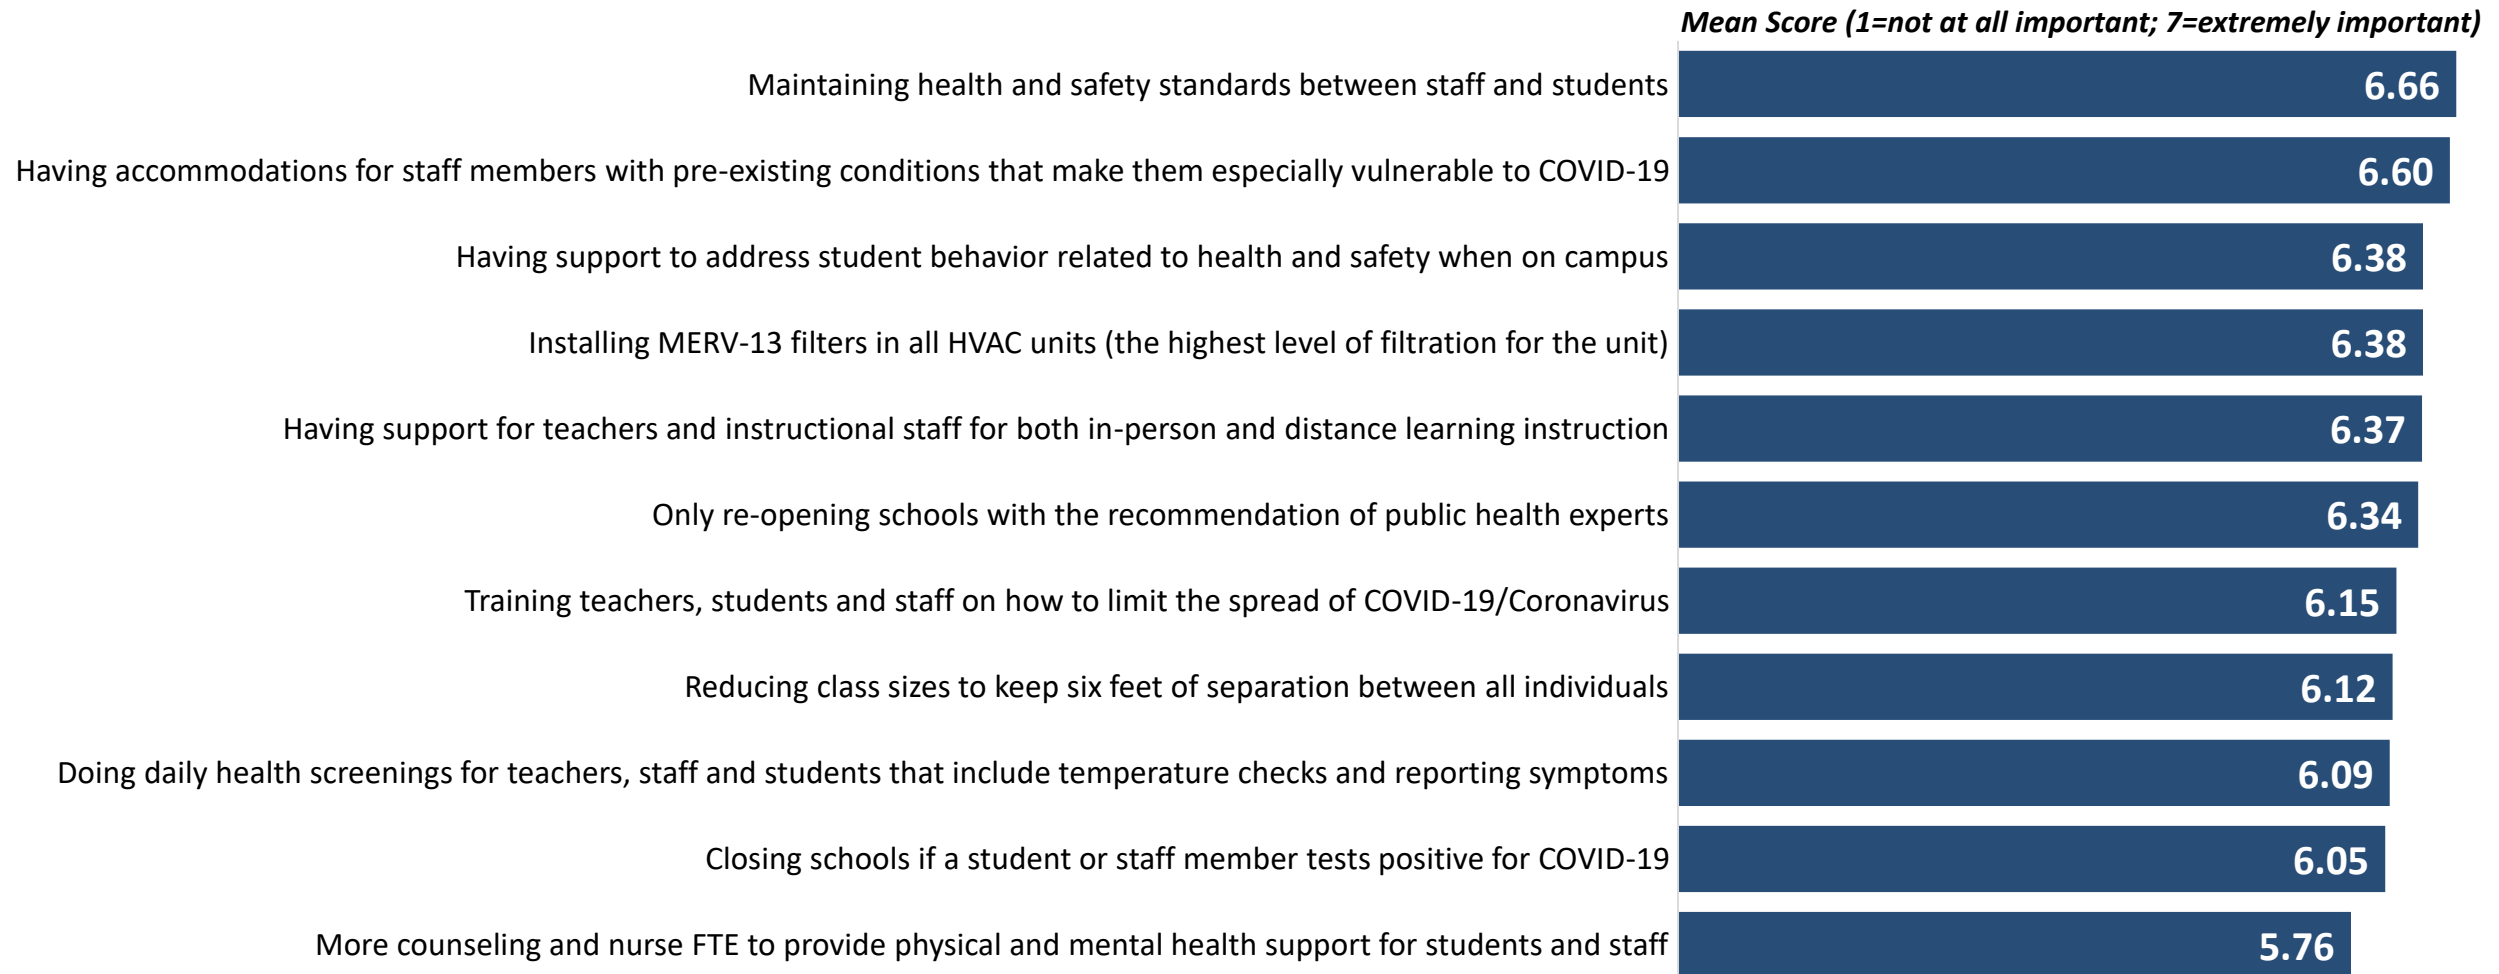 Mean Score (1=not at all important; 7=extremely important)
Maintaining health and safety standards between staff and students 6.66
Having accommodations for staff members with pre-existing conditions that make them especially vulnerable to COVID-19 6.60
Having support to address student behavior related to health and safety when on campus 6.38
Installing MERV-13 filters in all HVAC units (the highest level of filtration for the unit) 6.38
Having support for teachers and instructional staff for both in-person and distance learning instruction 6.37
Only re-opening schools with the recommendation of public health experts 6.34
Training teachers, students and staff on how to limit the spread of COVID-19/Coronavirus 6.15
Reducing class sizes to keep six feet of separation between all individuals 6.12
Doing daily health screenings for teachers, staff and students that include temperature checks and reporting symptoms 6.09
Closing schools if a student or staff member tests positive for COVID-19 6.05
More counseling and nurse FTE to provide physical and mental health support for students and staff 5.76